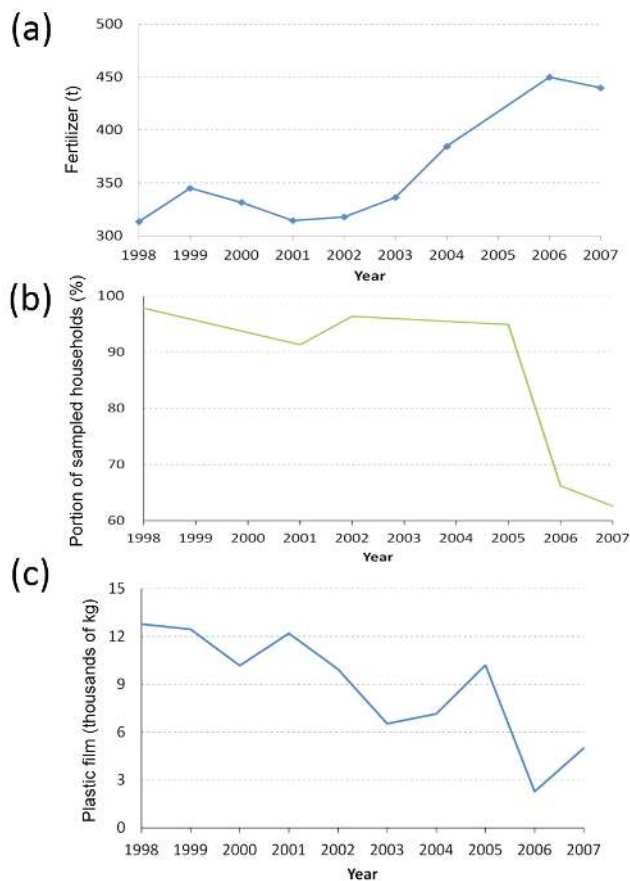 (a)
Fertilizer (t)
500
450
400
350
300
1998 1999 2000 2001 2002 2003 2004 2005 2006 2007
Year
(b)
Portion of sampled households (%)
100
90
80
70
60
1998 1999 2000 2001 2002 2003 2004 2005 2006 2007
Year
(c)
Plastic film (thousands of kg)
15
12
9
6
3
0
1998 1999 2000 2001 2002 2003 2004 2005 2006 2007
Year